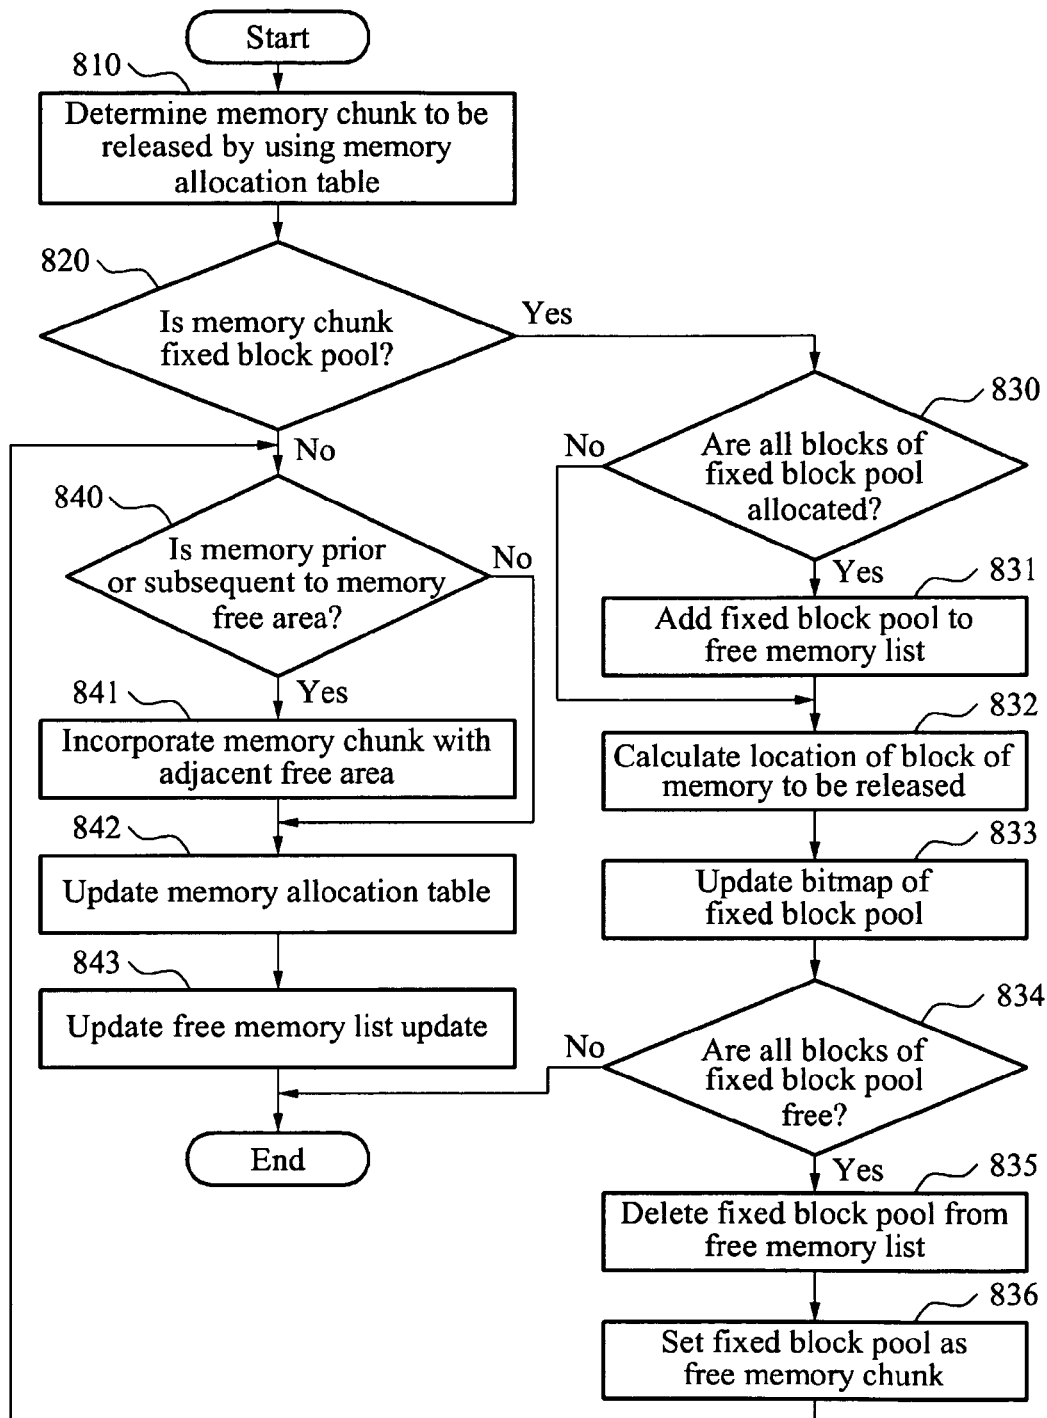 Start
810
Determine memory chunk to be
released by using memory
allocation table
820
Is memory chunk
fixed block pool?
Yes
No
830
Are all blocks of
fixed block pool
allocated?
No
Yes
831
Add fixed block pool to
free memory list
832
Calculate location of block of
memory to be released
833
Update bitmap of
fixed block pool
834
Are all blocks of
fixed block pool
free?
No
Yes
835
Delete fixed block pool from
free memory list
836
Set fixed block pool as
free memory chunk
840
Is memory prior
or subsequent to memory
free area?
No
Yes
841
Incorporate memory chunk with
adjacent free area
842
Update memory allocation table
843
Update free memory list update
End